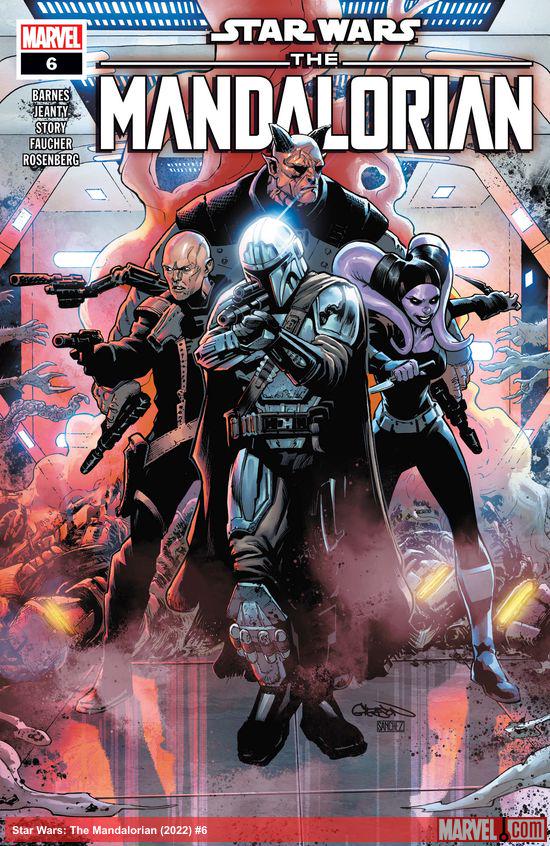 MARVEL
6
BARNES
JEANTY
STORY
FAUCHER
ROSENBERG
STAR WARS
THE
MANDALORIAN
SANCHEZ
Star Wars: The Mandalorian (2022) #6
MARVEL.com